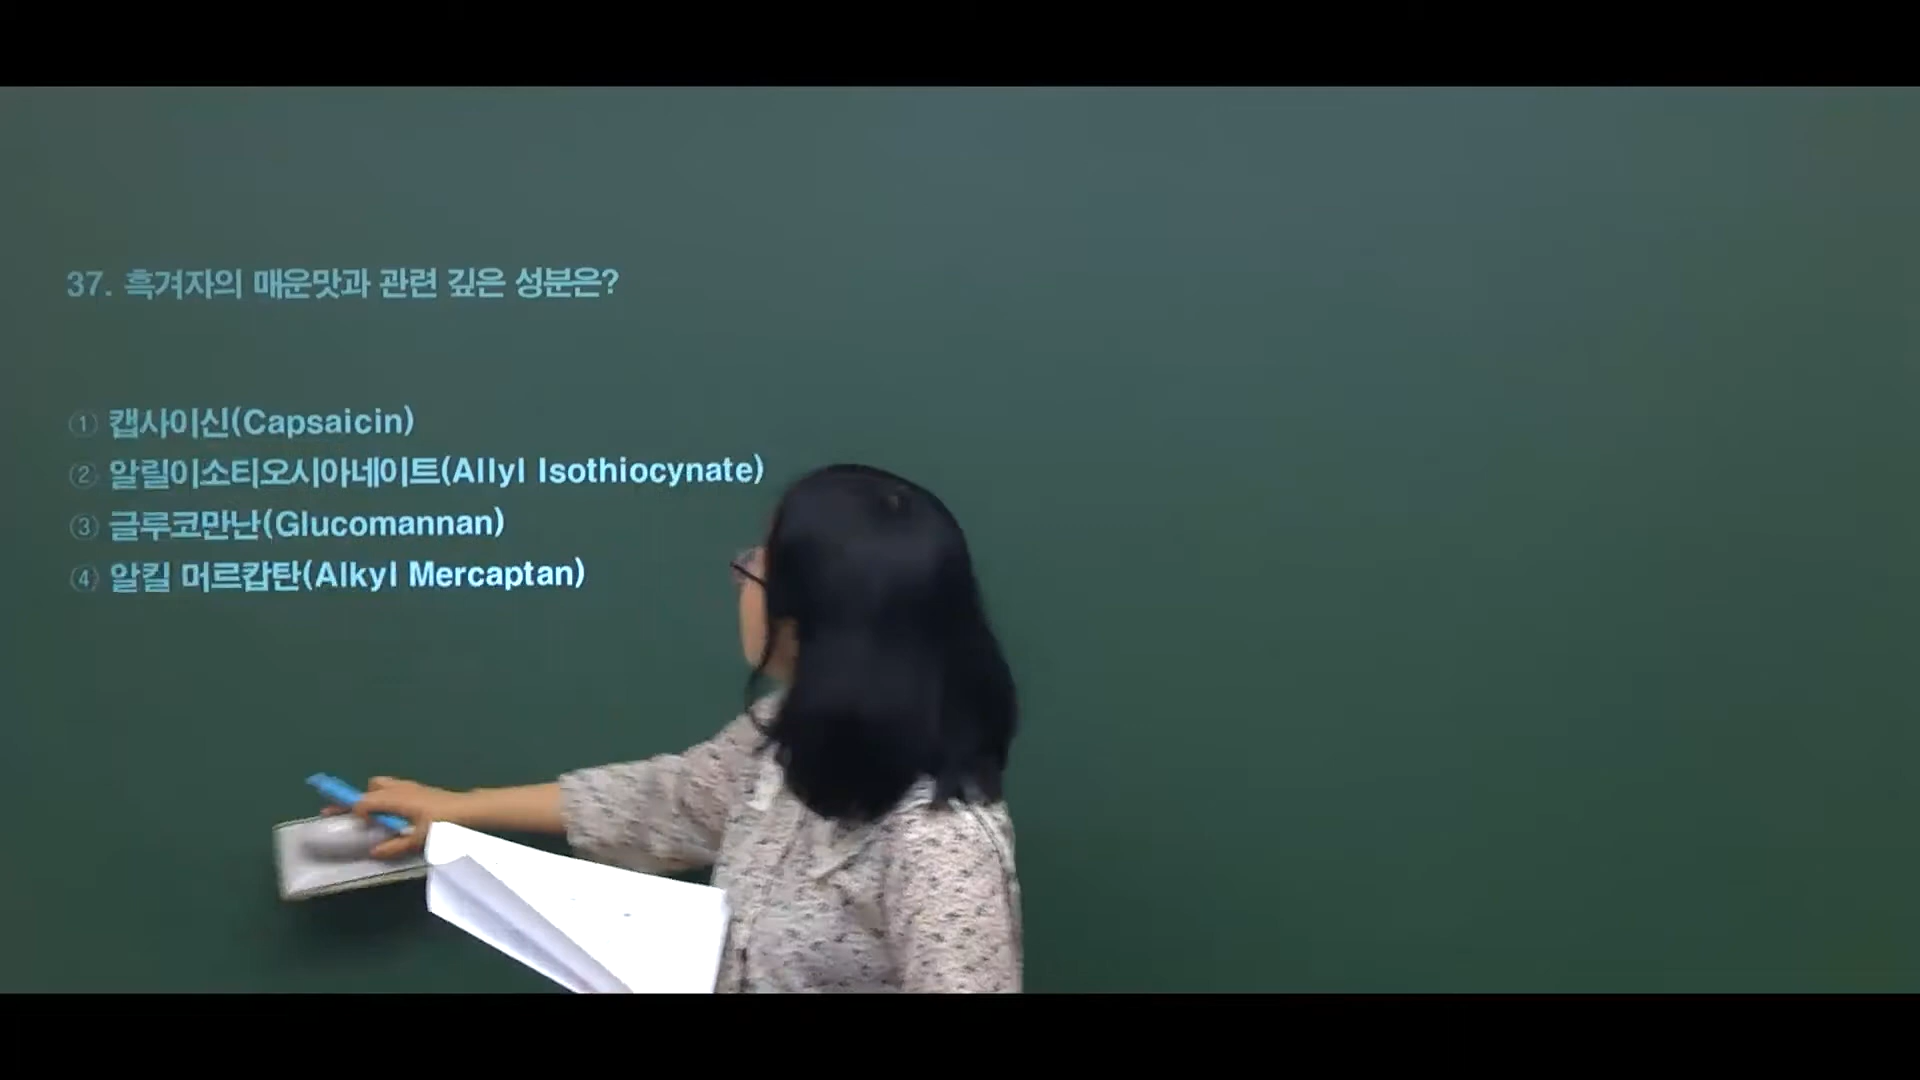 37. 흑겨자의 매운맛과 관련 깊은 성분은?
① 캡사이신(Capsaicin)
② 알릴이소티오시아네이트(Allyl Isothiocynate)
③ 글루코만난(Glucomannan)
④ 알킬 머르캅탄(Alkyl Mercaptan)